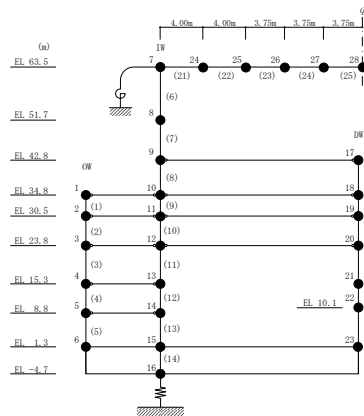 4.00m 4.00m 3.75m 3.75m 3.75m
(m) IW
EL 63.5 7 24 25 26 27 28
(21) (22) (23) (24) (25)
(6)
EL 51.7 8
(7) DW
EL 42.8 9 17
OW (8)
EL 34.8 1 10 18
(1) (9)
EL 30.5 2 11 19
(2) (10)
EL 23.8 3 12 20
(3) (11)
EL 15.3 4 13 21
(4) (12)
EL 8.8 5 14 EL 10.1 22
(5) (13)
EL 1.3 6 15 23
(14)
EL -4.7 16